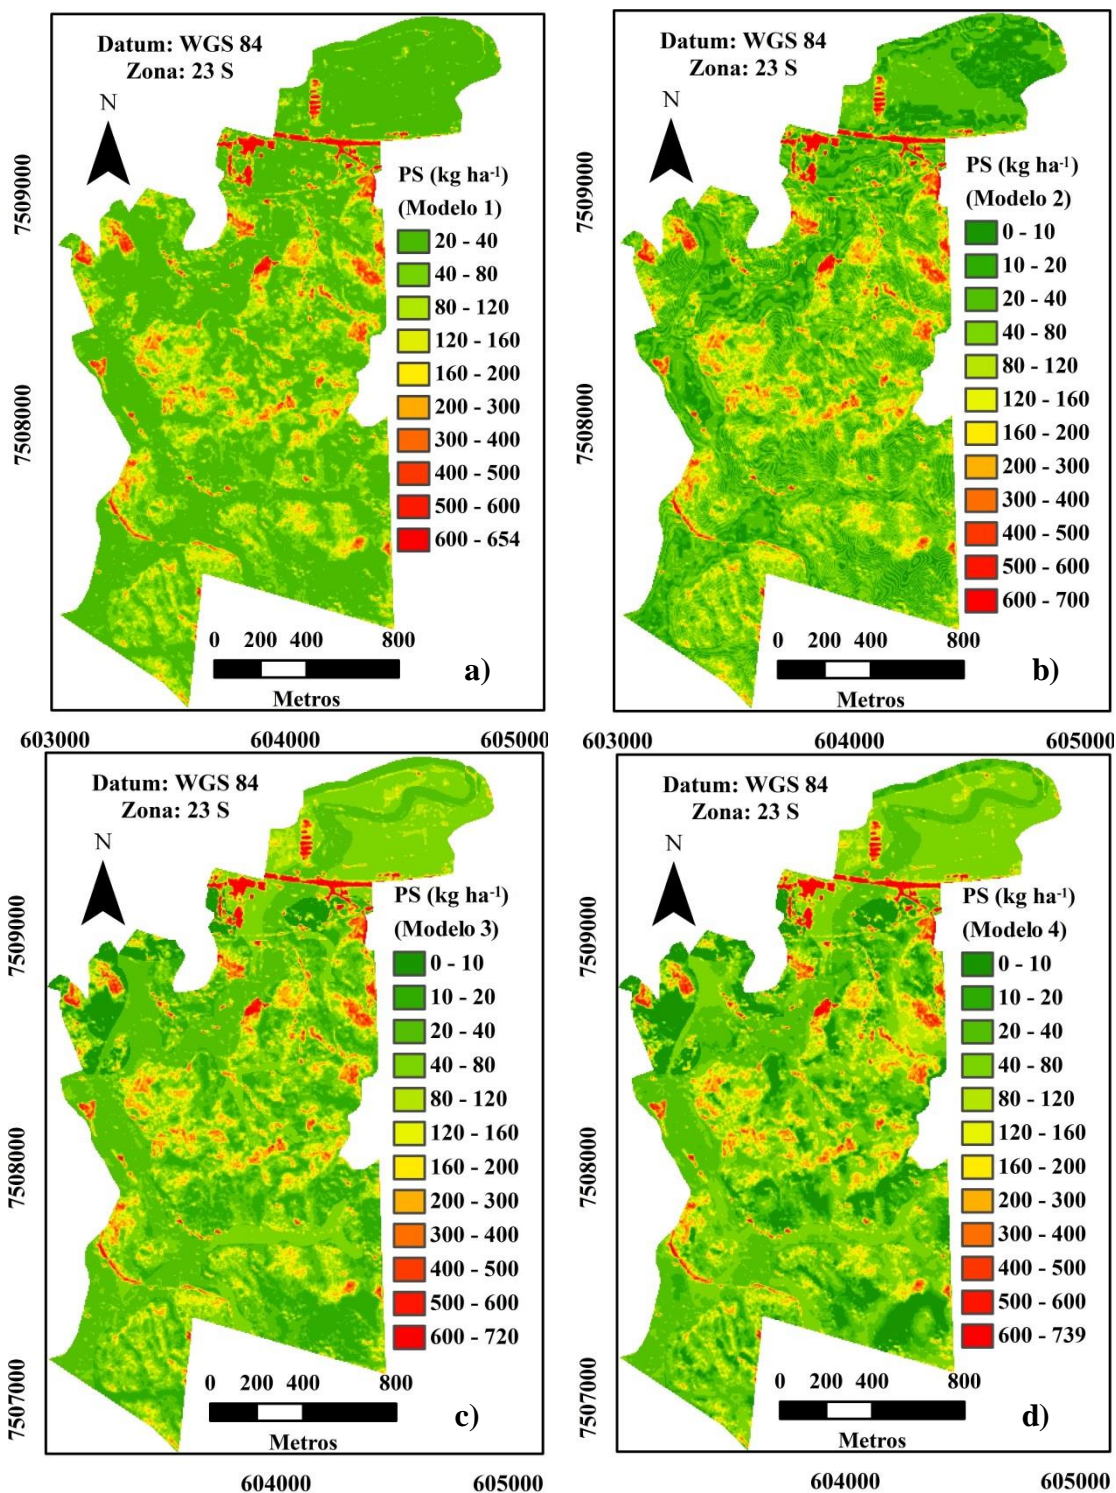 Datum: WGS 84
Zona: 23 S
N
PS (kg ha-1)
(Modelo 1)
20 - 40
40 - 80
80 - 120
120 - 160
160 - 200
200 - 300
300 - 400
400 - 500
500 - 600
600 - 654
7509000
7508000
0 200 400 800
Metros
a)
Datum: WGS 84
Zona: 23 S
N
PS (kg ha-1)
(Modelo 2)
0 - 10
10 - 20
20 - 40
40 - 80
80 - 120
120 - 160
160 - 200
200 - 300
300 - 400
400 - 500
500 - 600
600 - 700
7509000
7508000
0 200 400 800
Metros
b)
603000 604000 605000
603000 604000 605000
Datum: WGS 84
Zona: 23 S
N
PS (kg ha-1)
(Modelo 3)
0 - 10
10 - 20
20 - 40
40 - 80
80 - 120
120 - 160
160 - 200
200 - 300
300 - 400
400 - 500
500 - 600
600 - 720
7509000
7508000
7507000
0 200 400 800
Metros
c)
Datum: WGS 84
Zona: 23 S
N
PS (kg ha-1)
(Modelo 4)
0 - 10
10 - 20
20 - 40
40 - 80
80 - 120
120 - 160
160 - 200
200 - 300
300 - 400
400 - 500
500 - 600
600 - 739
7509000
7508000
7507000
0 200 400 800
Metros
d)
604000 605000
604000 605000